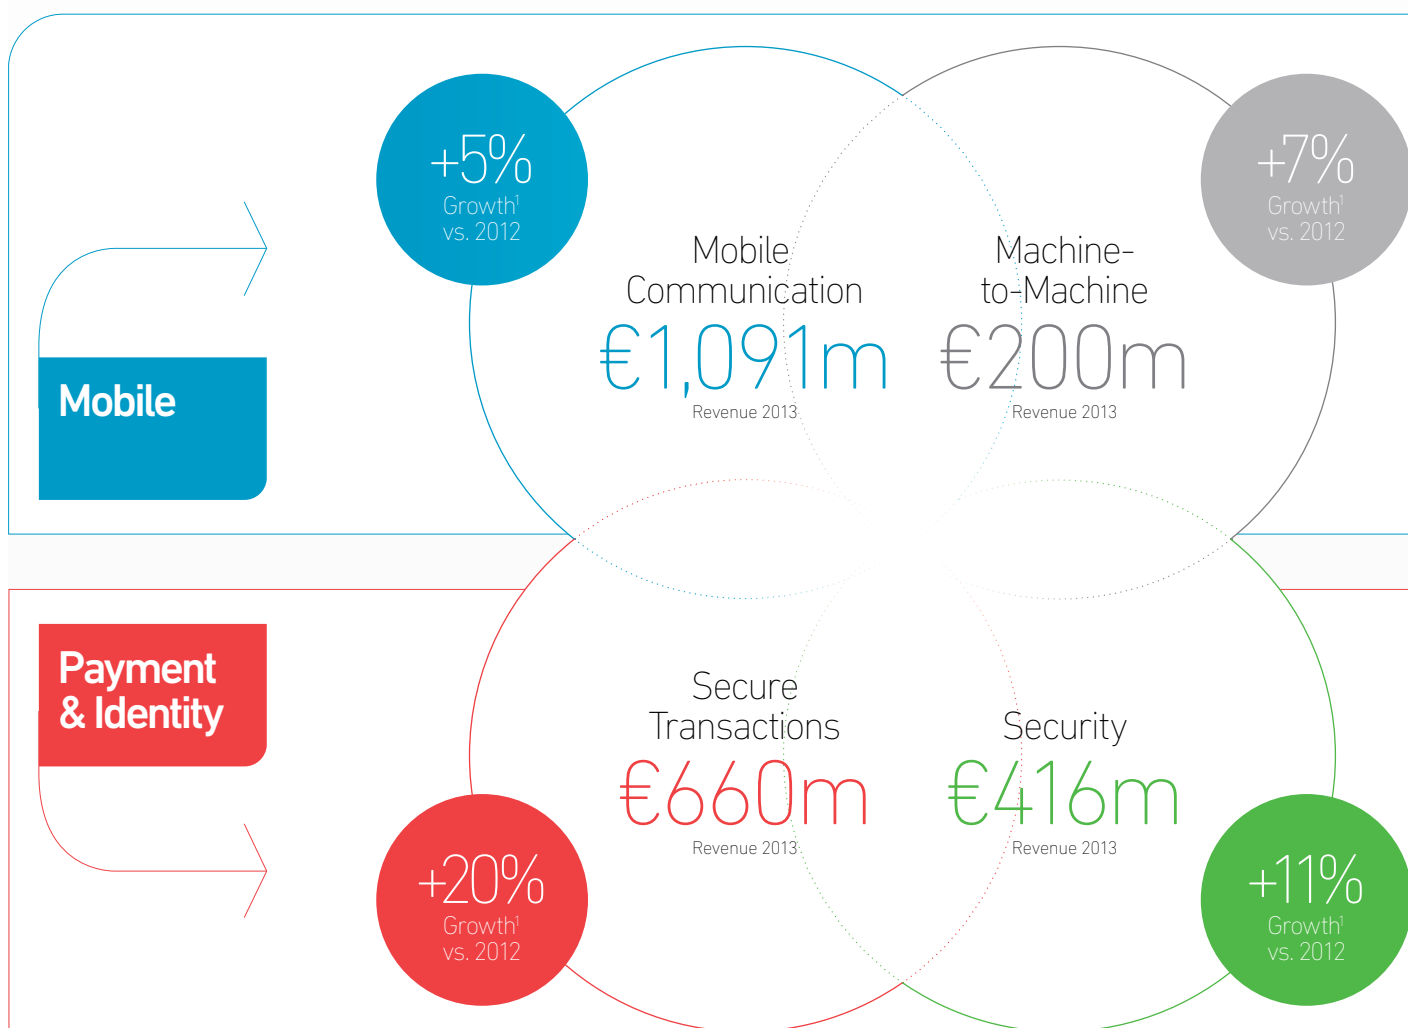 +5%
Growth¹
vs. 2012
+7%
Growth¹
vs. 2012
Mobile
Communication
€1,091m
Revenue 2013
Machine-
to-Machine
€200m
Revenue 2013
Mobile
Payment
& Identity
Secure
Transactions
€660m
Revenue 2013
Security
€416m
Revenue 2013
+20%
Growth¹
vs. 2012
+11%
Growth¹
vs. 2012